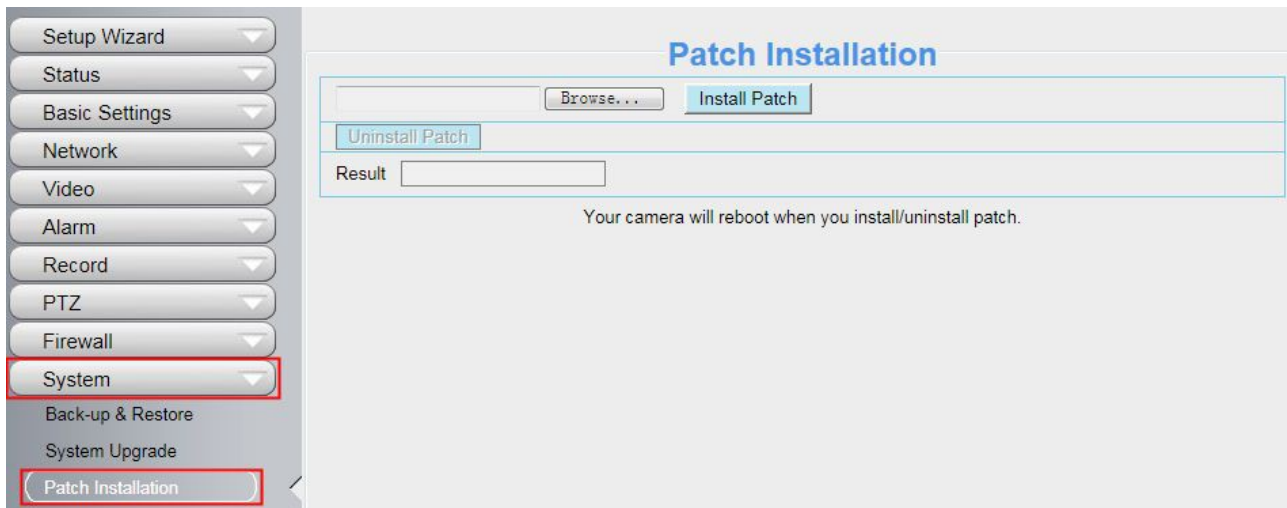 Setup Wizard
Status
Basic Settings
Network
Video
Alarm
Record
PTZ
Firewall
System
Back-up & Restore
System Upgrade
Patch Installation
Patch Installation
Browse... Install Patch
Uninstall Patch
Result
Your camera will reboot when you install/uninstall patch.